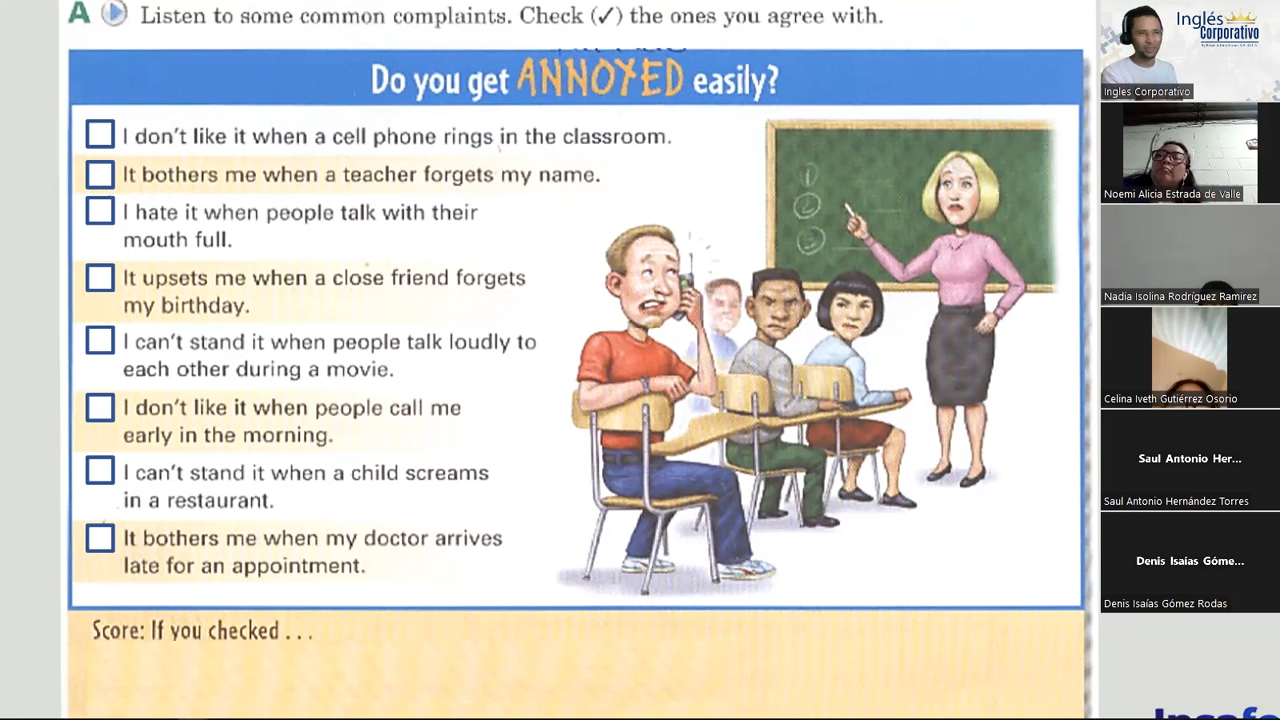 A Listen to some common complaints. Check (✓) the ones you agree with.
Do you get ANNOYED easily?
I don't like it when a cell phone rings in the classroom.
It bothers me when a teacher forgets my name.
I hate it when people talk with their
mouth full.
It upsets me when a close friend forgets
my birthday.
I can't stand it when people talk loudly to
each other during a movie.
I don't like it when people call me
early in the morning.
I can't stand it when a child screams
in a restaurant.
It bothers me when my doctor arrives
late for an appointment.
Score: If you checked . . .
1
2
3
Inglés
Corporativo
Ingles Corporativo
Noemi Alicia Estrada de Valle
Nadia Isolina Rodríguez Ramirez
Celina Iveth Gutiérrez Osorio
Saul Antonio Her...
Saul Antonio Hernández Torres
Denis Isaías Góme...
Denis Isaías Gómez Rodas